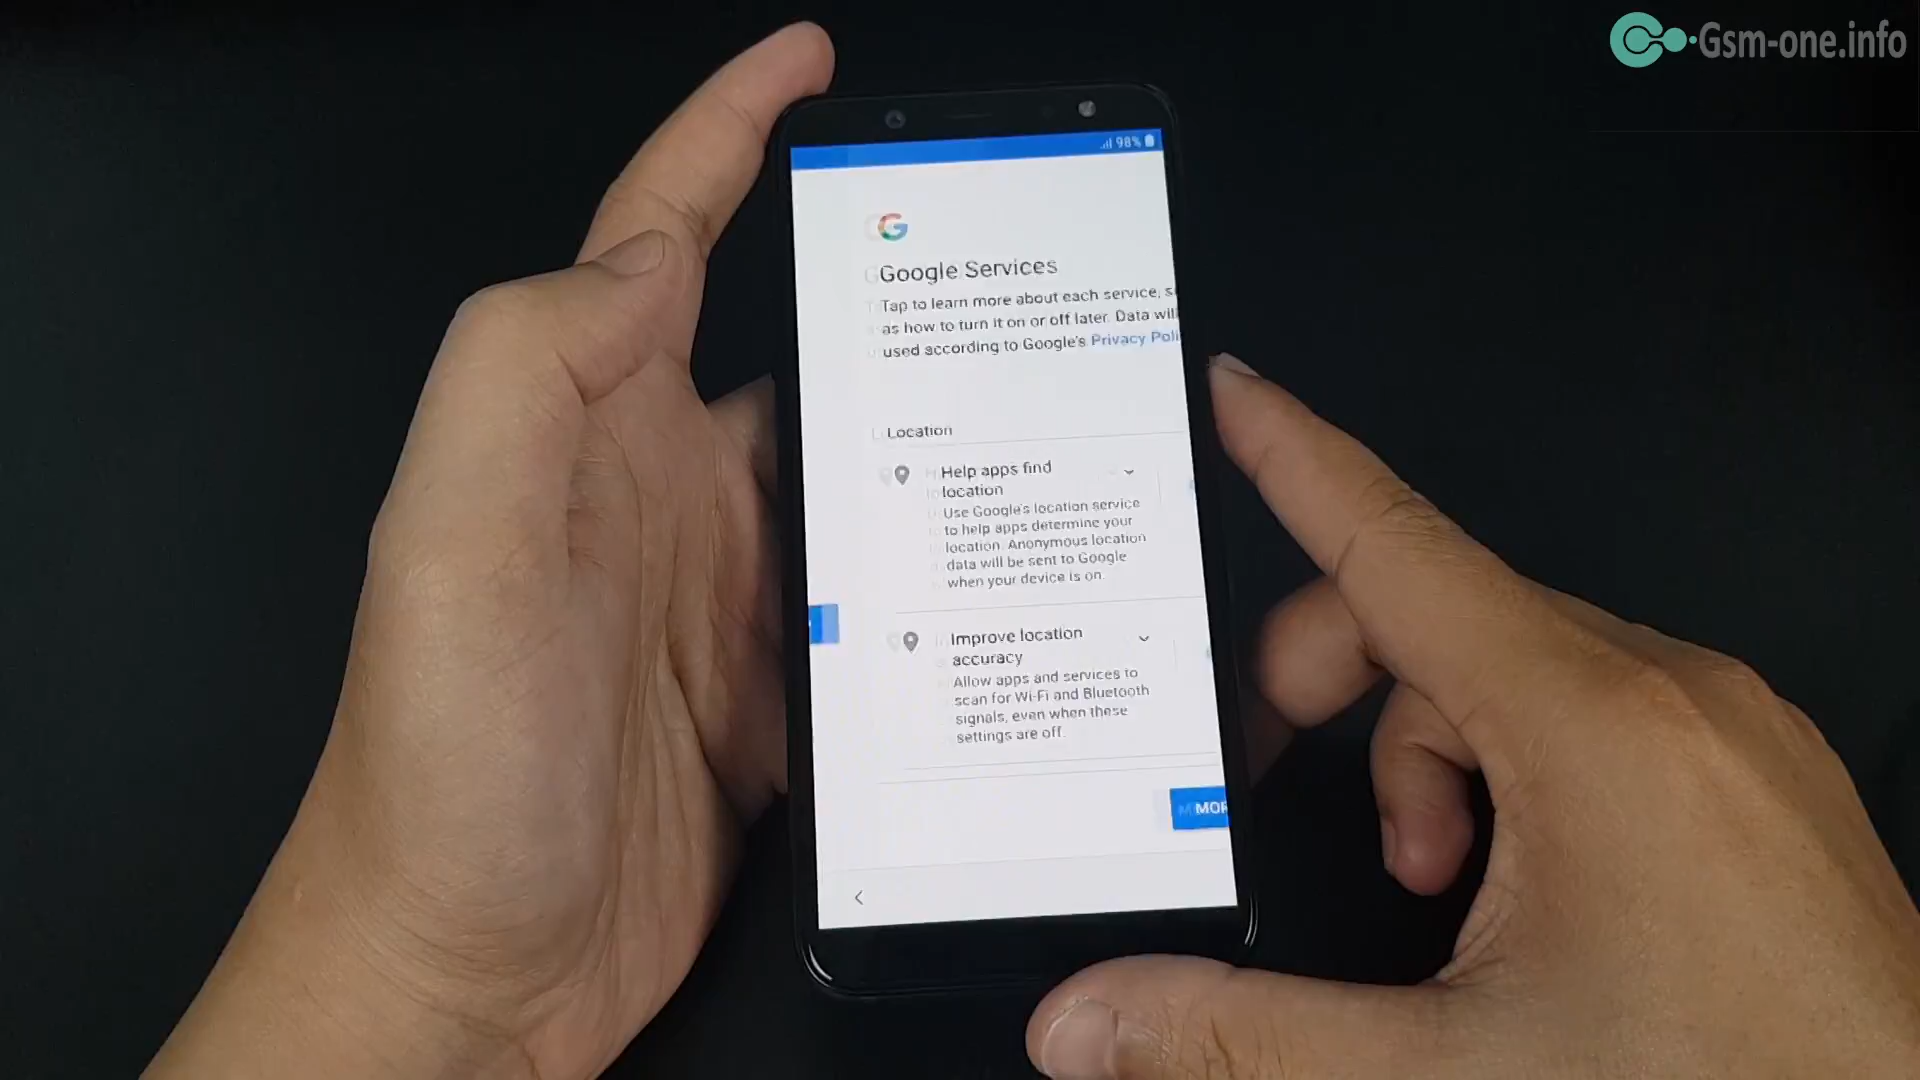 Gsm-one.info
98%
Google Services
Tap to learn more about each service,
as how to turn it on or off later. Data will
used according to Google's Privacy Poli
Location
Help apps find
location
Use Google's location service
to help apps determine your
location. Anonymous location
data will be sent to Google
when your device is on.
Improve location
accuracy
Allow apps and services to
scan for Wi-Fi and Bluetooth
signals, even when these
settings are off.
MOR